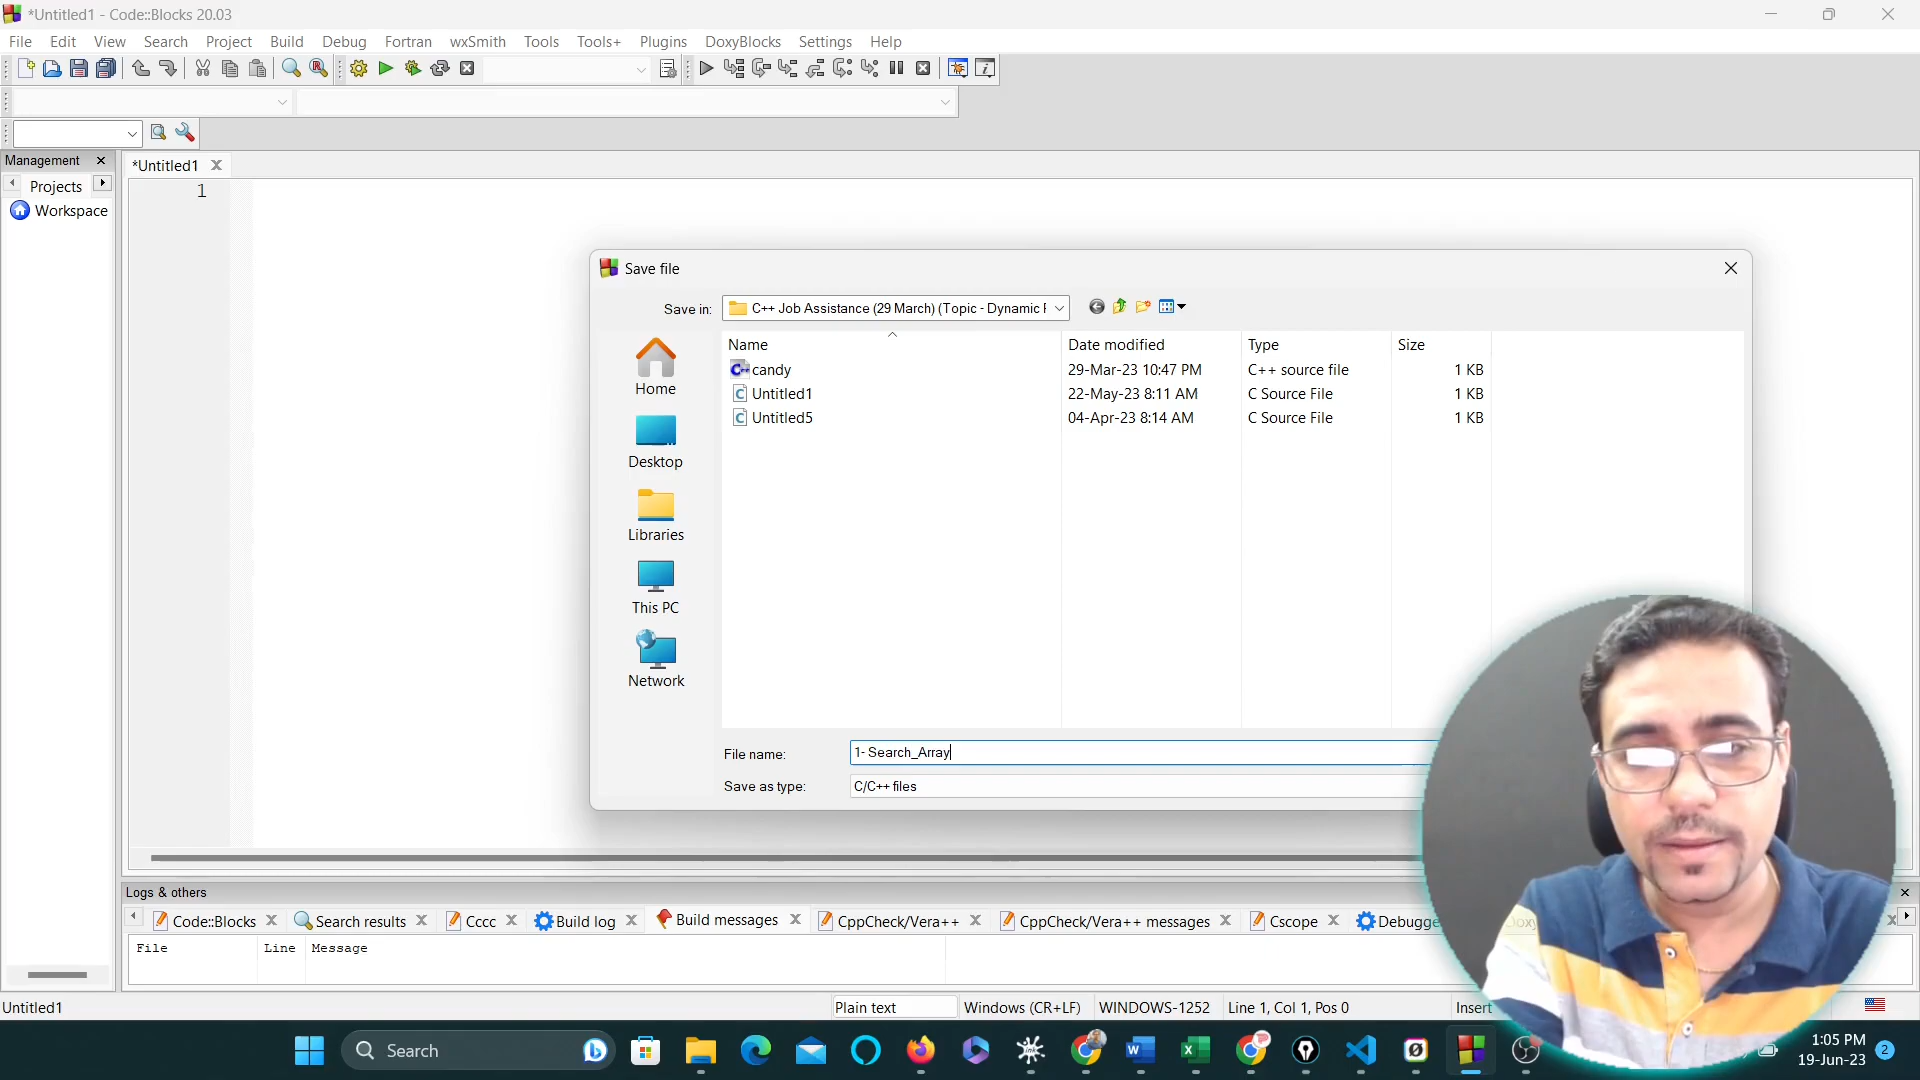 *Untitled1 - Code::Blocks 20.03
File Edit View Search Project Build Debug Fortran wxSmith Tools Tools+ Plugins DoxyBlocks Settings Help
Management
*Untitled1
Projects
1
Workspace
Save file
Save in: C++ Job Assistance (29 March) (Topic - Dynamic
Name Date modified Type Size
candy 29-Mar-23 10:47 PM C++ source file 1 KB
Untitled1 22-May-23 8:11 AM C Source File 1 KB
Untitled5 04-Apr-23 8:14 AM C Source File 1 KB
Home
Desktop
Libraries
This PC
Network
File name: 1- Search_Array
Save as type: C/C++ files
Logs & others
Code::Blocks Search results Cccc Build log Build messages CppCheck/Vera++ CppCheck/Vera++ messages Cscope Debugge
File Line Message
Untitled1 Plain text Windows (CR+LF) WINDOWS-1252 Line 1, Col 1, Pos 0 Insert
Search
1:05 PM
19-Jun-23
2